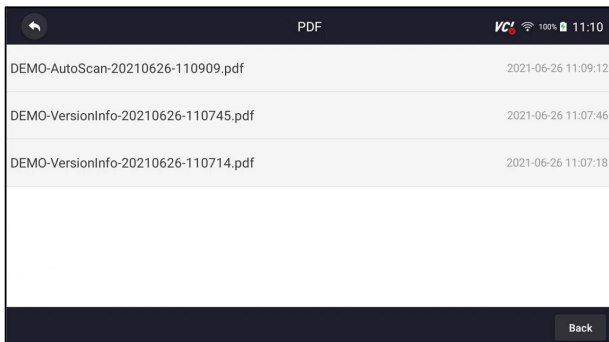 PDF VCI 100% 11:10
DEMO-AutoScan-20210626-110909.pdf 2021-06-26 11:09:12
DEMO-VersionInfo-20210626-110745.pdf 2021-06-26 11:07:46
DEMO-VersionInfo-20210626-110714.pdf 2021-06-26 11:07:18
Back